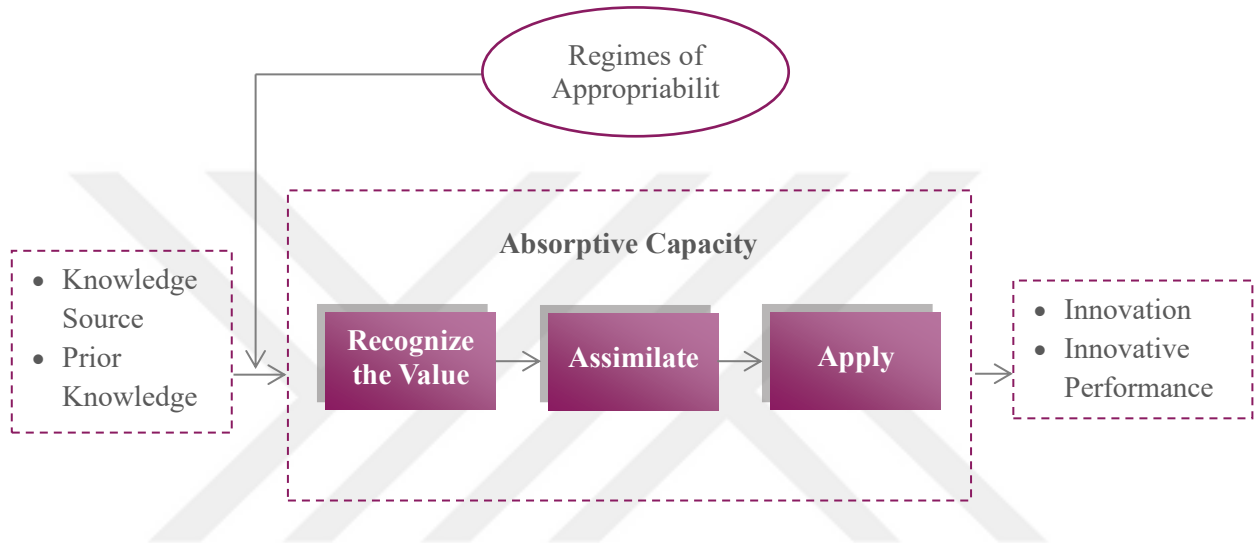 Regimes of
Appropriabilit
Absorptive Capacity
• Knowledge
Source
• Prior
Knowledge
Recognize
the Value
Assimilate
Apply
• Innovation
• Innovative
Performance